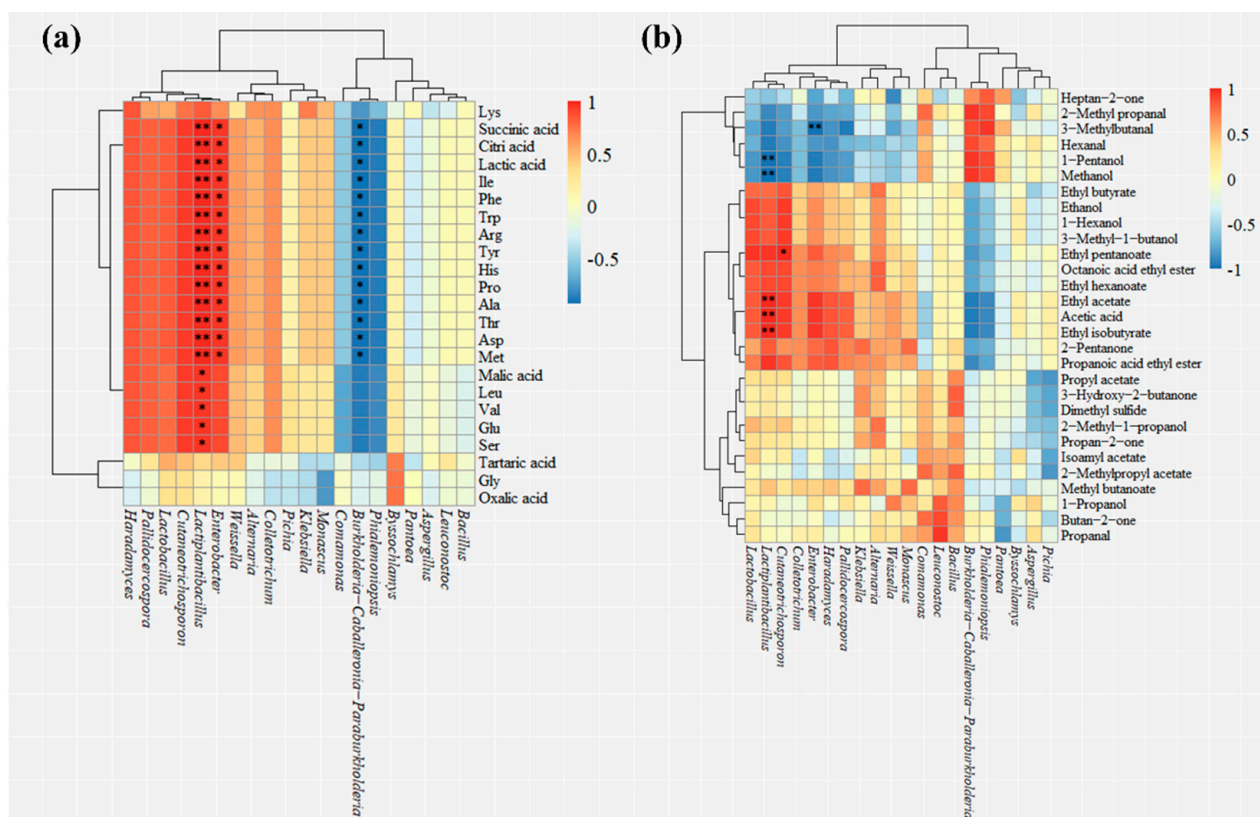 (a)
Lys
Succinic acid
Citri acid
Lactic acid
Ile
Phe
Trp
Arg
Tyr
His
Pro
Ala
Thr
Asp
Met
Malic acid
Leu
Val
Glu
Ser
Tartaric acid
Gly
Oxalic acid
1
0.5
0
-0.5
Haradamyces
Pallidocercospora
Lactobacillus
Cutaneotrichosporon
Lactiplantibacillus
Enterobacter
Weissella
Alternaria
Colletotrichum
Pichia
Klebsiella
Monascus
Comamonas
Burkholderia-Caballeronia-Paraburkholderia
Phialemoniopsis
Byssochlamys
Pantoea
Aspergillus
Leuconostoc
Bacillus
(b)
Heptan-2-one
2-Methyl propanal
3-Methylbutanal
Hexanal
1-Pentanol
Methanol
Ethyl butyrate
Ethanol
1-Hexanol
3-Methyl-1-butanol
Ethyl pentanoate
Octanoic acid ethyl ester
Ethyl hexanoate
Ethyl acetate
Acetic acid
Ethyl isobutyrate
2-Pentanone
Propanoic acid ethyl ester
Propyl acetate
3-Hydroxy-2-butanone
Dimethyl sulfide
2-Methyl-1-propanol
Propan-2-one
Isoamyl acetate
2-Methylpropyl acetate
Methyl butanoate
1-Propanol
Butan-2-one
Propanal
1
0.5
0
-0.5
-1
Lactobacillus
Lactiplantibacillus
Cutaneotrichosporon
Colletotrichum
Enterobacter
Haradamyces
Pallidocercospora
Klebsiella
Alternaria
Weissella
Monascus
Comamonas
Leuconostoc
Bacillus
Burkholderia-Caballeronia-Paraburkholderia
Phialemoniopsis
Pantoea
Byssochlamys
Aspergillus
Pichia